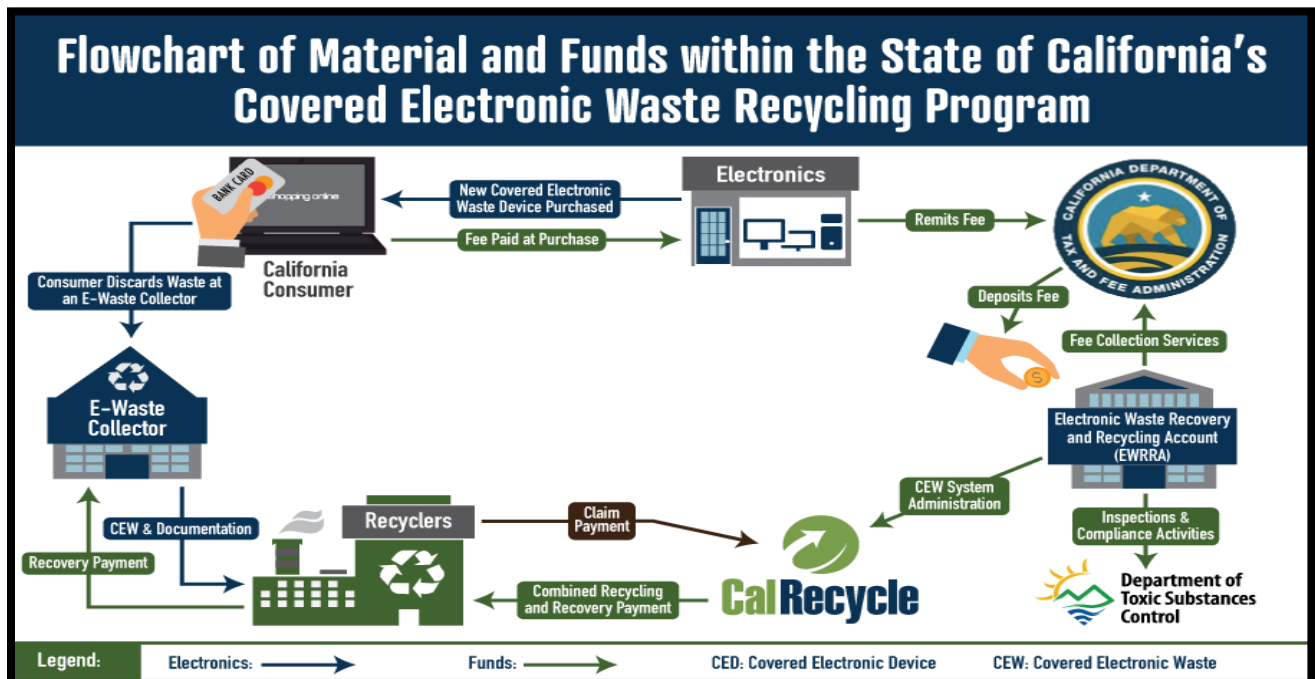 Flowchart of Material and Funds within the State of California's
Covered Electronic Waste Recycling Program
BANK CARD
shopping online
California
Consumer
New Covered Electronic
Waste Device Purchased
Fee Paid at Purchase
Electronics
Remits Fee
CALIFORNIA DEPARTMENT OF
TAX AND FEE ADMINISTRATION
Consumer Discards Waste at
an E-Waste Collector
Deposits Fee
$
Fee Collection Services
E-Waste
Collector
Electronic Waste Recovery
and Recycling Account
(EWRRA)
CEW System
Administration
CEW & Documentation
Recovery Payment
Recyclers
Claim
Payment
Combined Recycling
and Recovery Payment
CalRecycle
Inspections &
Compliance Activities
Department of
Toxic Substances
Control
Legend:
Electronics:
Funds:
CED: Covered Electronic Device
CEW: Covered Electronic Waste